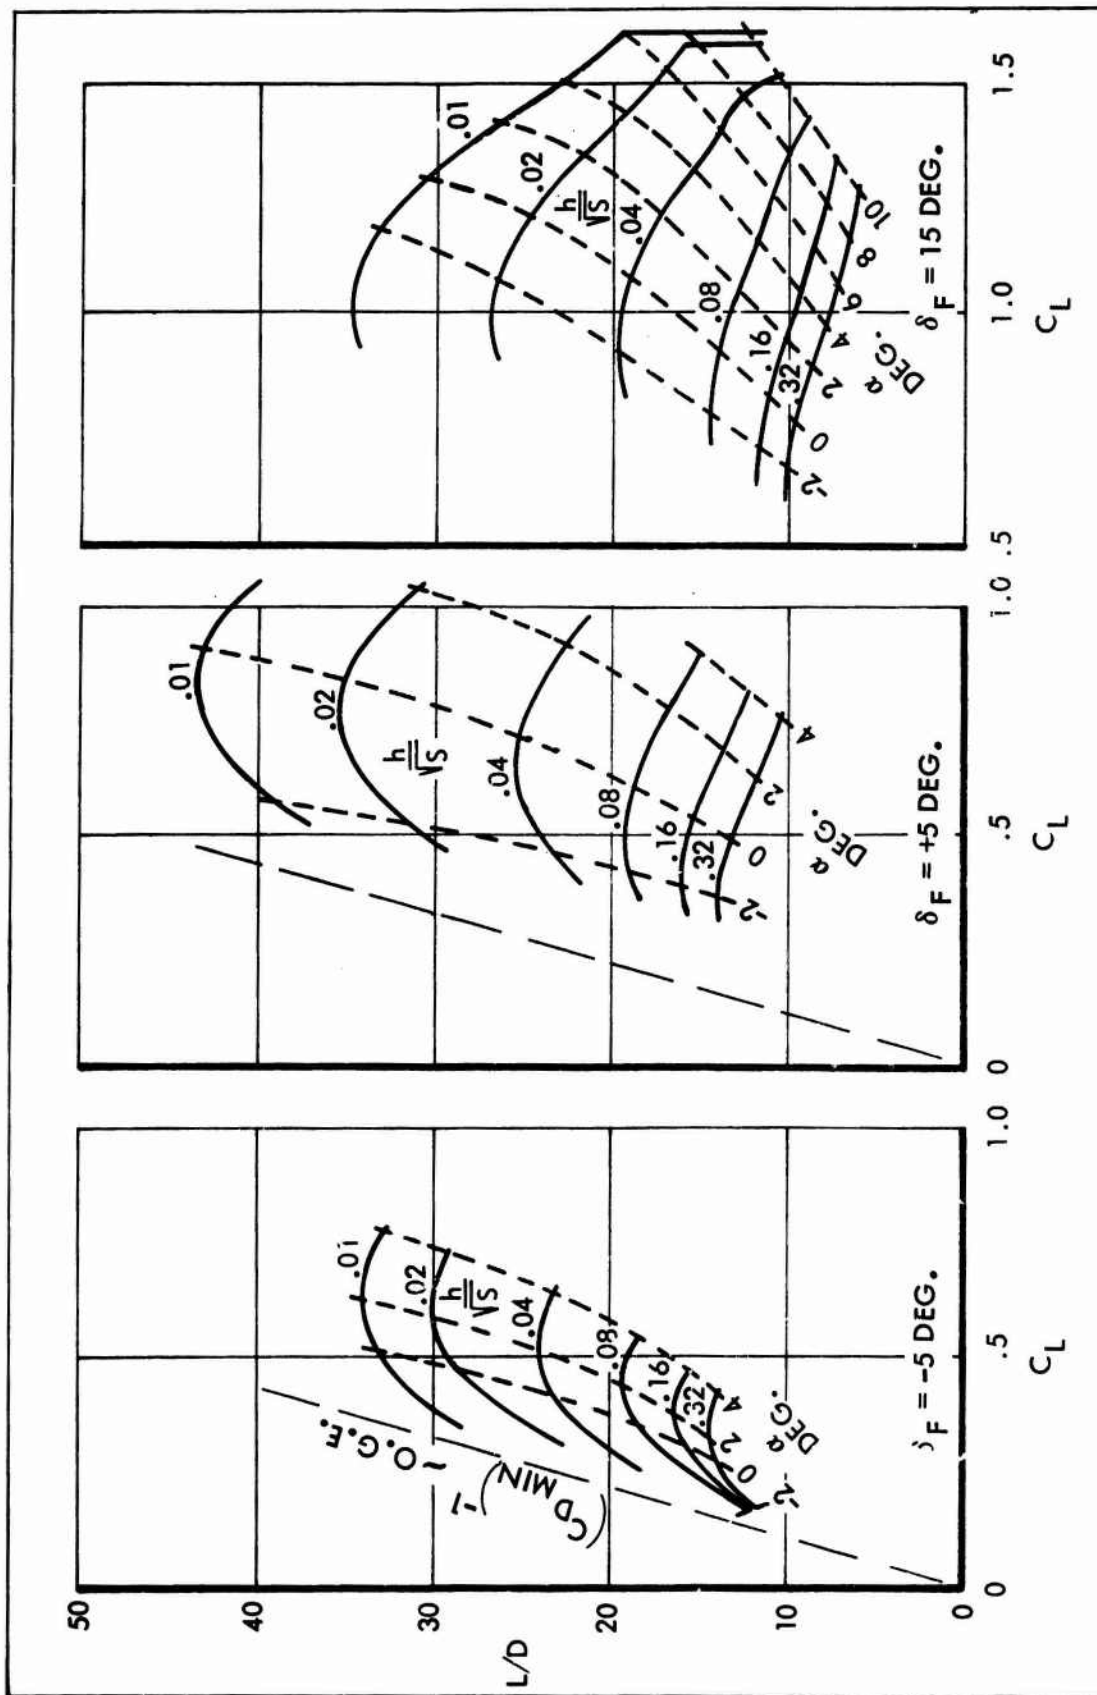 50
40
30
20
10
0
L/D
0
.5
1.0
C_L
δ_F = -5 DEG.
(C_D MIN)^-1 ~ O.G.E.
.01
.02
h/√S
.04
.08
.16
.32
-2
0
2
4
α
DEG.
0
.5
1.0
C_L
δ_F = +5 DEG.
.01
.02
h/√S
.04
.08
.16
.32
-2
0
2
4
α
DEG.
.5
1.0
1.5
C_L
δ_F = 15 DEG.
.01
.02
h/√S
.04
.08
.16
.32
-2
0
2
4
6
8
10
α
DEG.